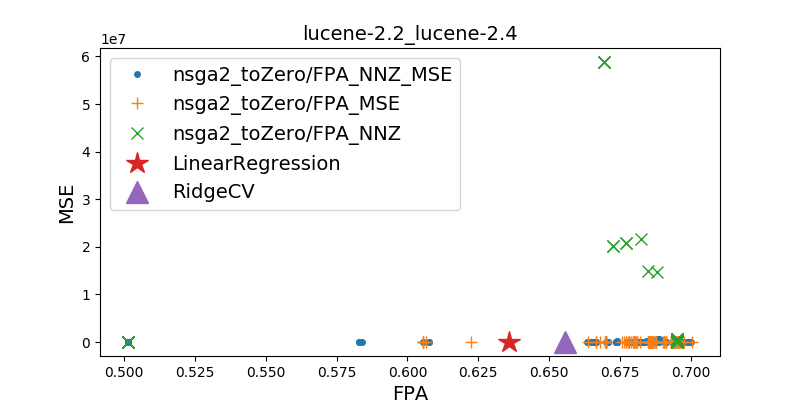 lucene-2.2_lucene-2.4
1e7
6
5
4
3
2
1
0
MSE
nsga2_toZero/FPA_NNZ_MSE
nsga2_toZero/FPA_MSE
nsga2_toZero/FPA_NNZ
LinearRegression
RidgeCV
0.500 0.525 0.550 0.575 0.600 0.625 0.650 0.675 0.700
FPA